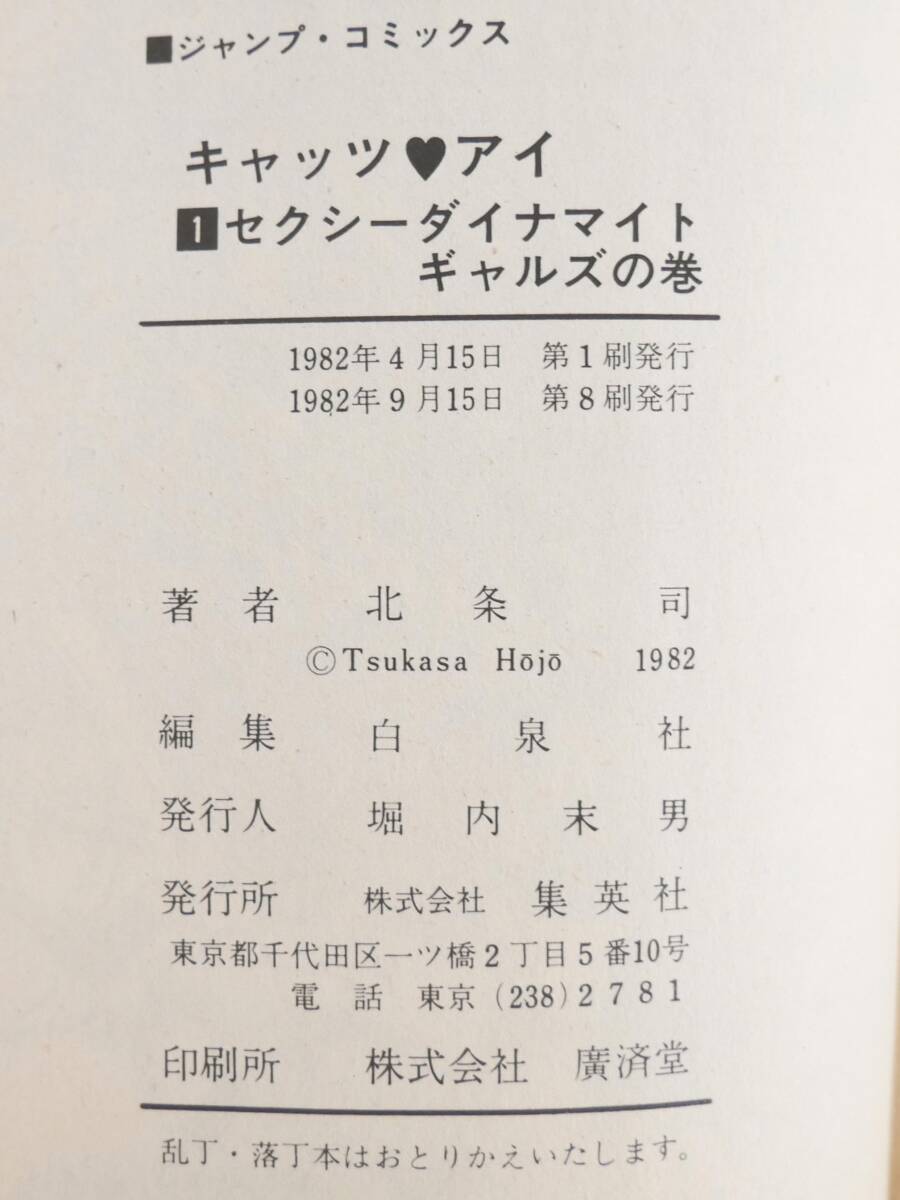 ■ジャンプ・コミックス
キャッツ♥アイ
1セクシーダイナマイト
ギャルズの巻
1982年4月15日 第1刷発行
1982年9月15日 第8刷発行
著者 北条司
©Tsukasa Hōjō 1982
編集 白泉社
発行人 堀内末男
発行所 株式会社 集英社
東京都千代田区一ツ橋2丁目5番10号
電話 東京(238)2781
印刷所 株式会社 廣済堂
乱丁・落丁本はおとりかえいたします。